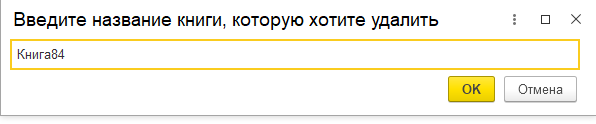 Введите название книги, которую хотите удалить
Книга84
OK
Отмена